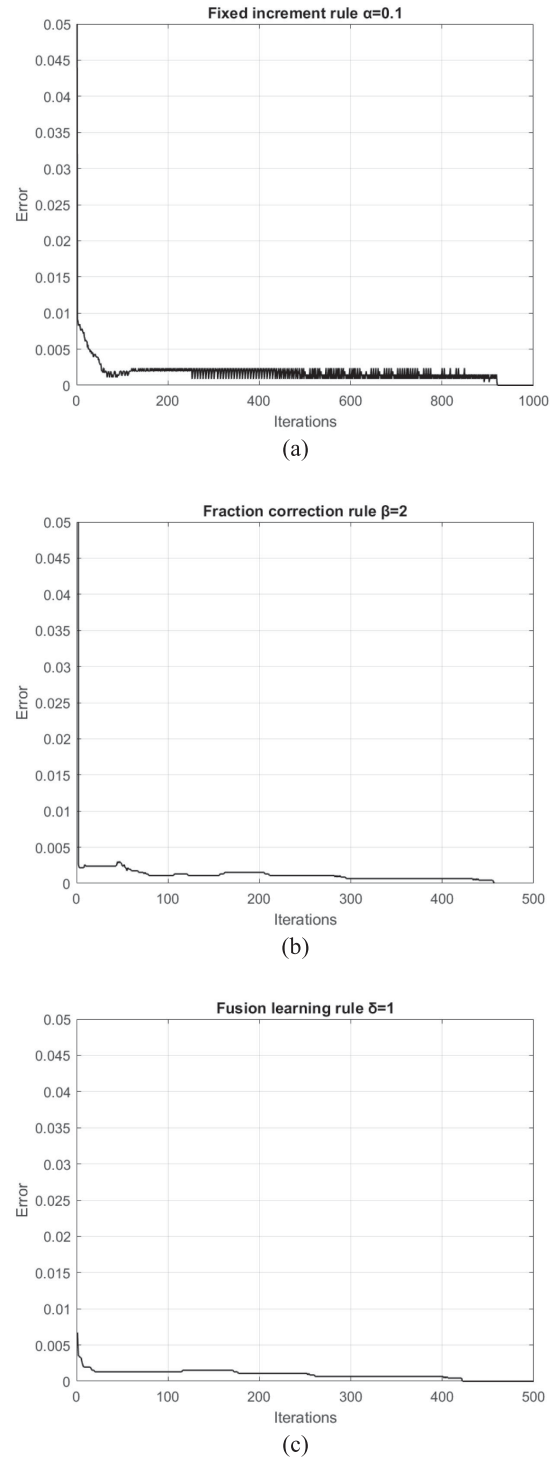 Fixed increment rule α=0.1
0.05
0.045
0.04
0.035
0.03
0.025
0.02
0.015
0.01
0.005
0
Error
0 200 400 600 800 1000
Iterations
(a)
Fraction correction rule β=2
0.05
0.045
0.04
0.035
0.03
0.025
0.02
0.015
0.01
0.005
0
Error
0 100 200 300 400 500
Iterations
(b)
Fusion learning rule δ=1
0.05
0.045
0.04
0.035
0.03
0.025
0.02
0.015
0.01
0.005
0
Error
0 100 200 300 400 500
Iterations
(c)